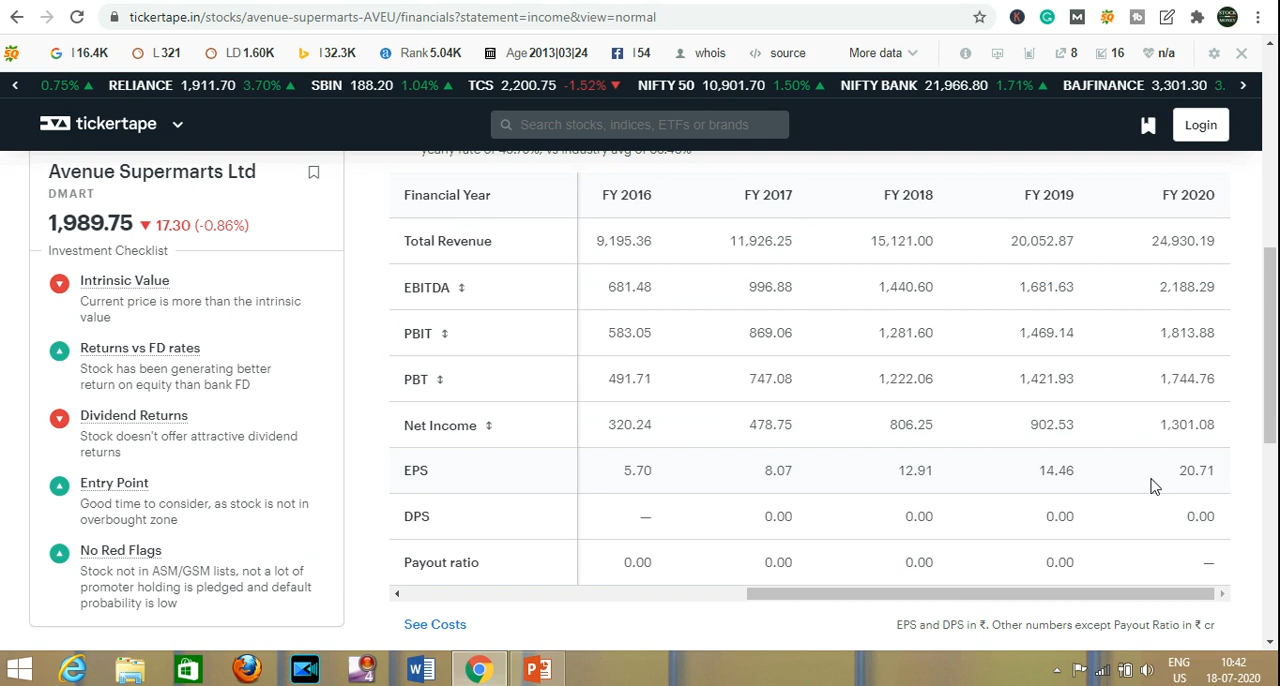 tickertape.in/stocks/avenue-supermarts-AVEU/financials?statement=income&view=normal
I 16.4K L 321 LD 1.60K I 32.3K Rank 5.04K Age 2013|03|24 I 54 whois source More data 8 16 n/a
0.75% ▲ RELIANCE 1,911.70 3.70% ▲ SBIN 188.20 1.04% ▲ TCS 2,200.75 -1.52% ▼ NIFTY 50 10,901.70 1.50% ▲ NIFTY BANK 21,966.80 1.71% ▲ BAJFINANCE 3,301.30 3.
tickertape Search stocks, indices, ETFs or brands Login
yearly rate of 43.70%, vs industry avg of
Avenue Supermarts Ltd
DMART
1,989.75 ▼ 17.30 (-0.86%)
Investment Checklist
Intrinsic Value
Current price is more than the intrinsic
value
Returns vs FD rates
Stock has been generating better
return on equity than bank FD
Dividend Returns
Stock doesn't offer attractive dividend
returns
Entry Point
Good time to consider, as stock is not in
overbought zone
No Red Flags
Stock not in ASM/GSM lists, not a lot of
promoter holding is pledged and default
probability is low
Financial Year FY 2016 FY 2017 FY 2018 FY 2019 FY 2020
Total Revenue 9,195.36 11,926.25 15,121.00 20,052.87 24,930.19
EBITDA 681.48 996.88 1,440.60 1,681.63 2,188.29
PBIT 583.05 869.06 1,281.60 1,469.14 1,813.88
PBT 491.71 747.08 1,222.06 1,421.93 1,744.76
Net Income 320.24 478.75 806.25 902.53 1,301.08
EPS 5.70 8.07 12.91 14.46 20.71
DPS — 0.00 0.00 0.00 0.00
Payout ratio 0.00 0.00 0.00 0.00 —
See Costs EPS and DPS in ₹. Other numbers except Payout Ratio in ₹ cr
ENG 10:42
US 18-07-2020